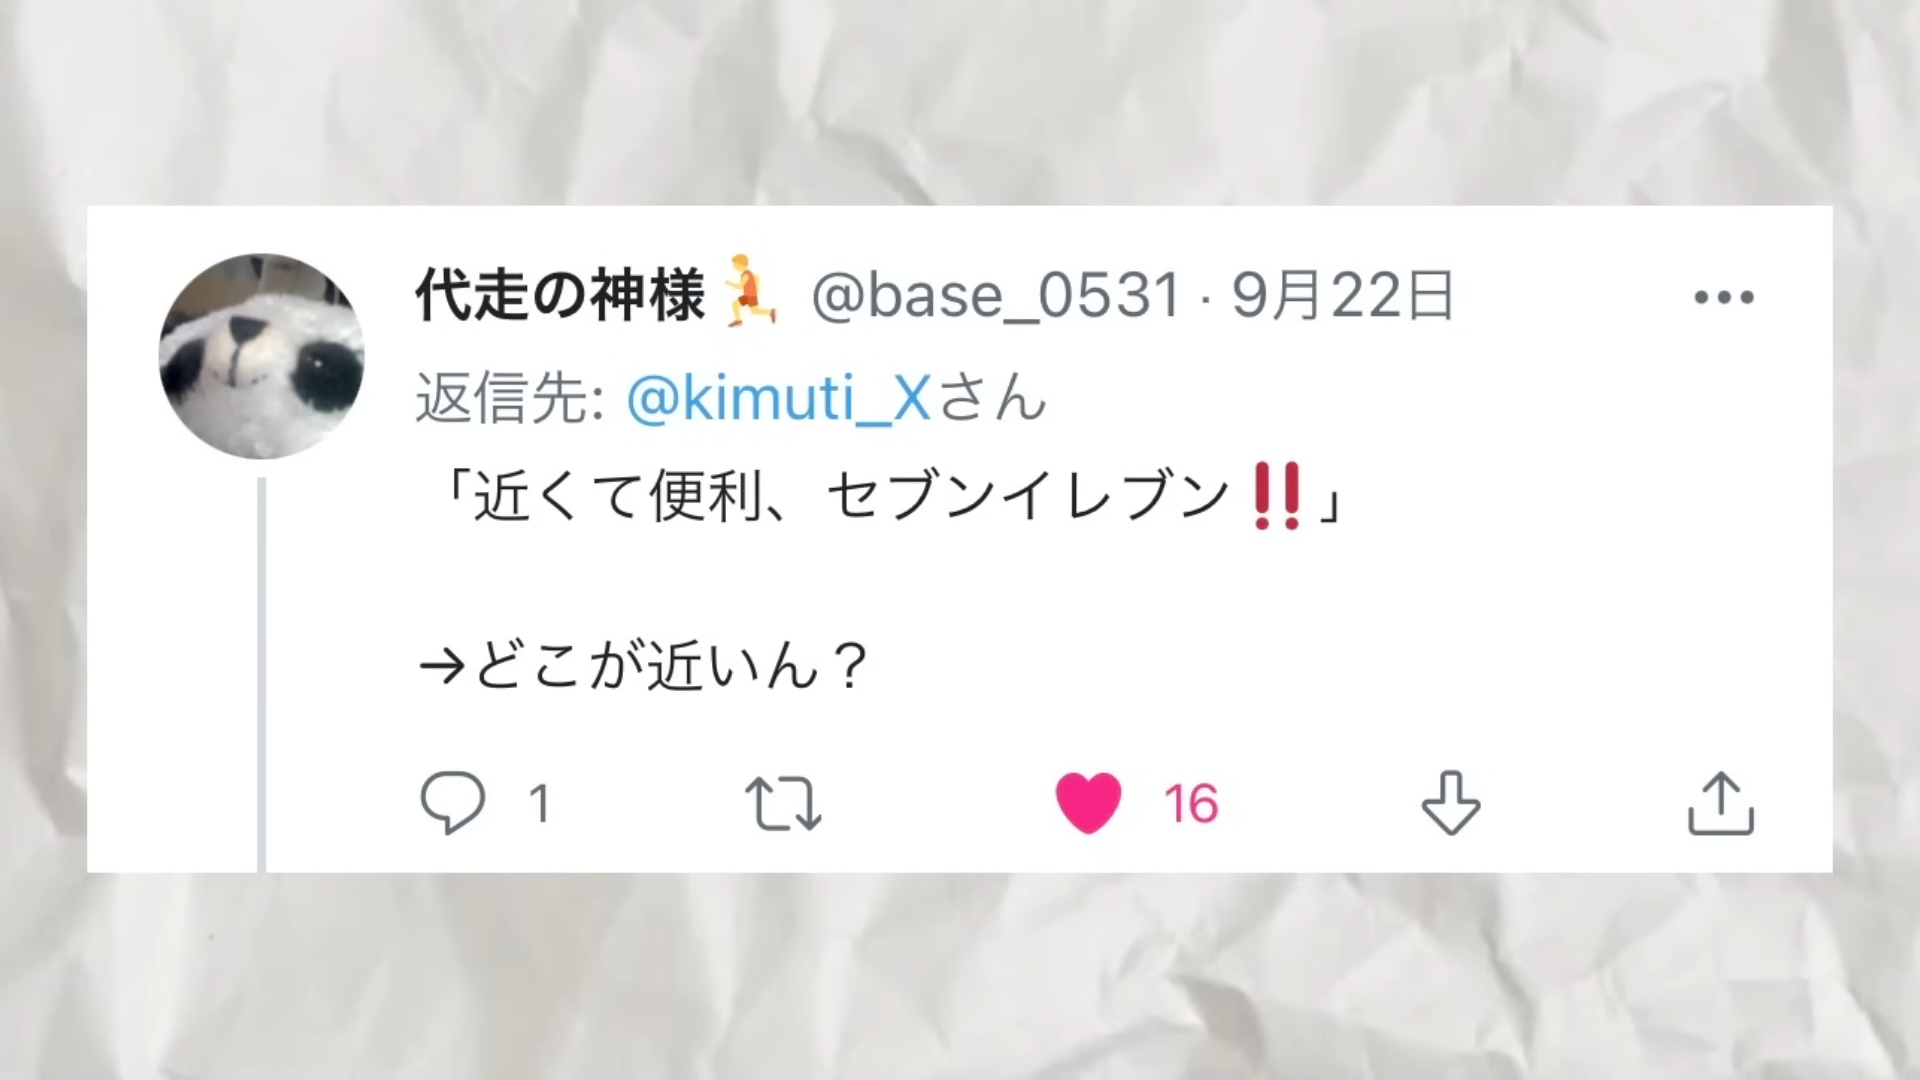 代走の神様🏃 @base_0531 · 9月22日
返信先: @kimuti_Xさん
「近くて便利、セブンイレブン‼️」
→どこが近いん？
1
16